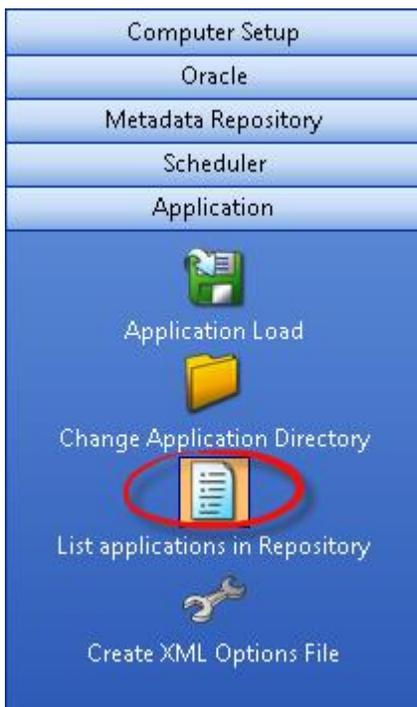 Computer Setup
Oracle
Metadata Repository
Scheduler
Application
Application Load
Change Application Directory
List applications in Repository
Create XML Options File